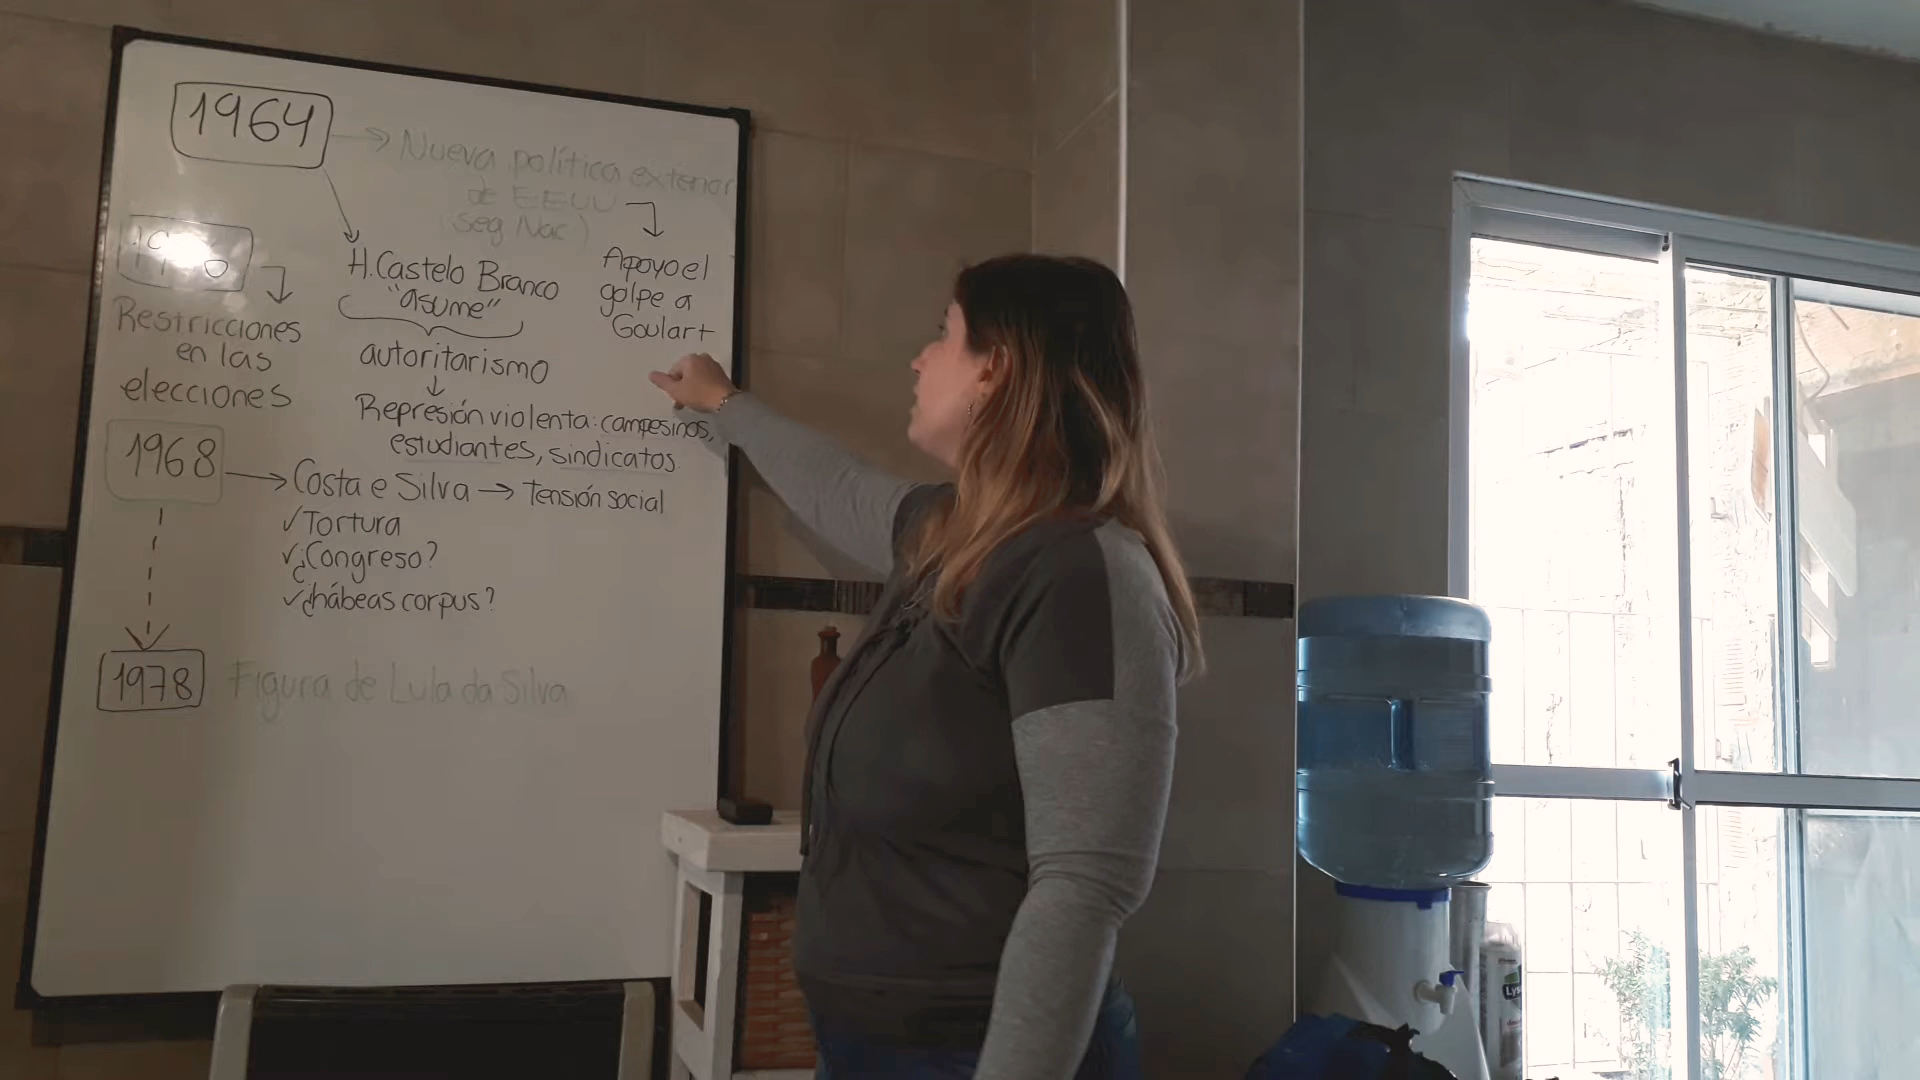 1964
Nueva política exterior
de EEUU
(Seg Nac)
Apoyo el
golpe a
Goulart
H. Castelo Branco
"asume"
autoritarismo
Represión violenta: campesinos,
estudiantes, sindicatos
Restricciones
en las
elecciones
1968
Costa e Silva → Tensión social
✓ Tortura
✓ ¿Congreso?
✓ ¿hábeas corpus?
1978
Figura de Lula da Silva